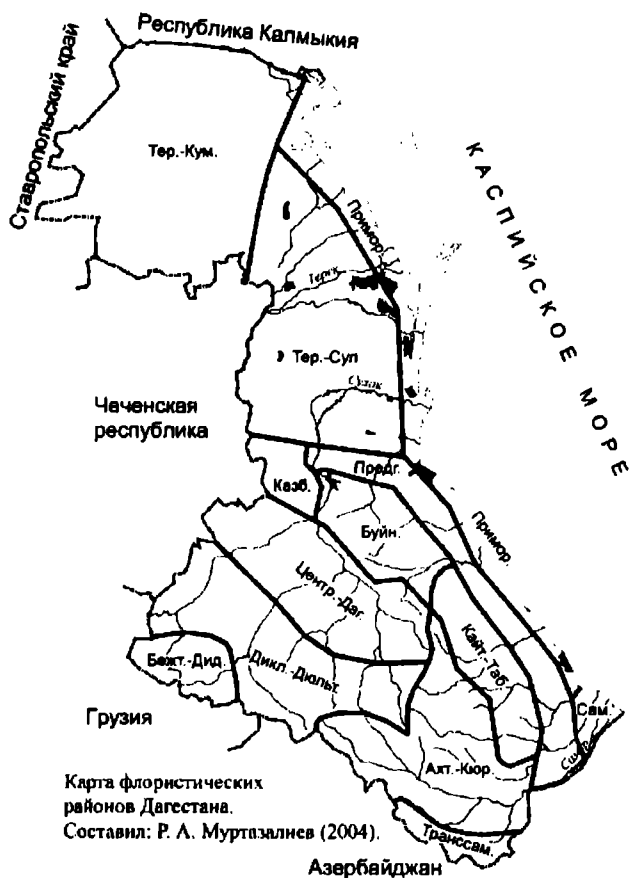 Республика Калмыкия
Ставропольский край
Тер.-Кум.
КАСПИЙСКОЕ МОРЕ
Примор.
Терек
Тер.-Сул
Сулак
Чеченская
республика
Предг.
Казб.
Буйн.
Примор.
Центр.-Даг.
Кайт.-Таб
Бежт.-Дид.
Дикл.-Дюльт.
Сам.
Самур
Грузия
Ахт.-Кюр.
Карта флористических
районов Дагестана.
Составил: Р. А. Муртазалиев (2004).
Транссам.
Азербайджан